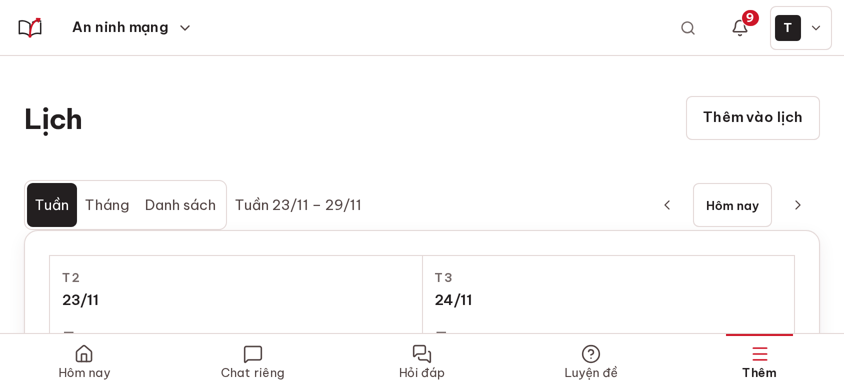 An ninh mạng
9
T
Lịch
Thêm vào lịch
Tuần Tháng Danh sách Tuần 23/11 – 29/11
Hôm nay
T2
23/11
T3
24/11
Hôm nay
Chat riêng
Hỏi đáp
Luyện đề
Thêm